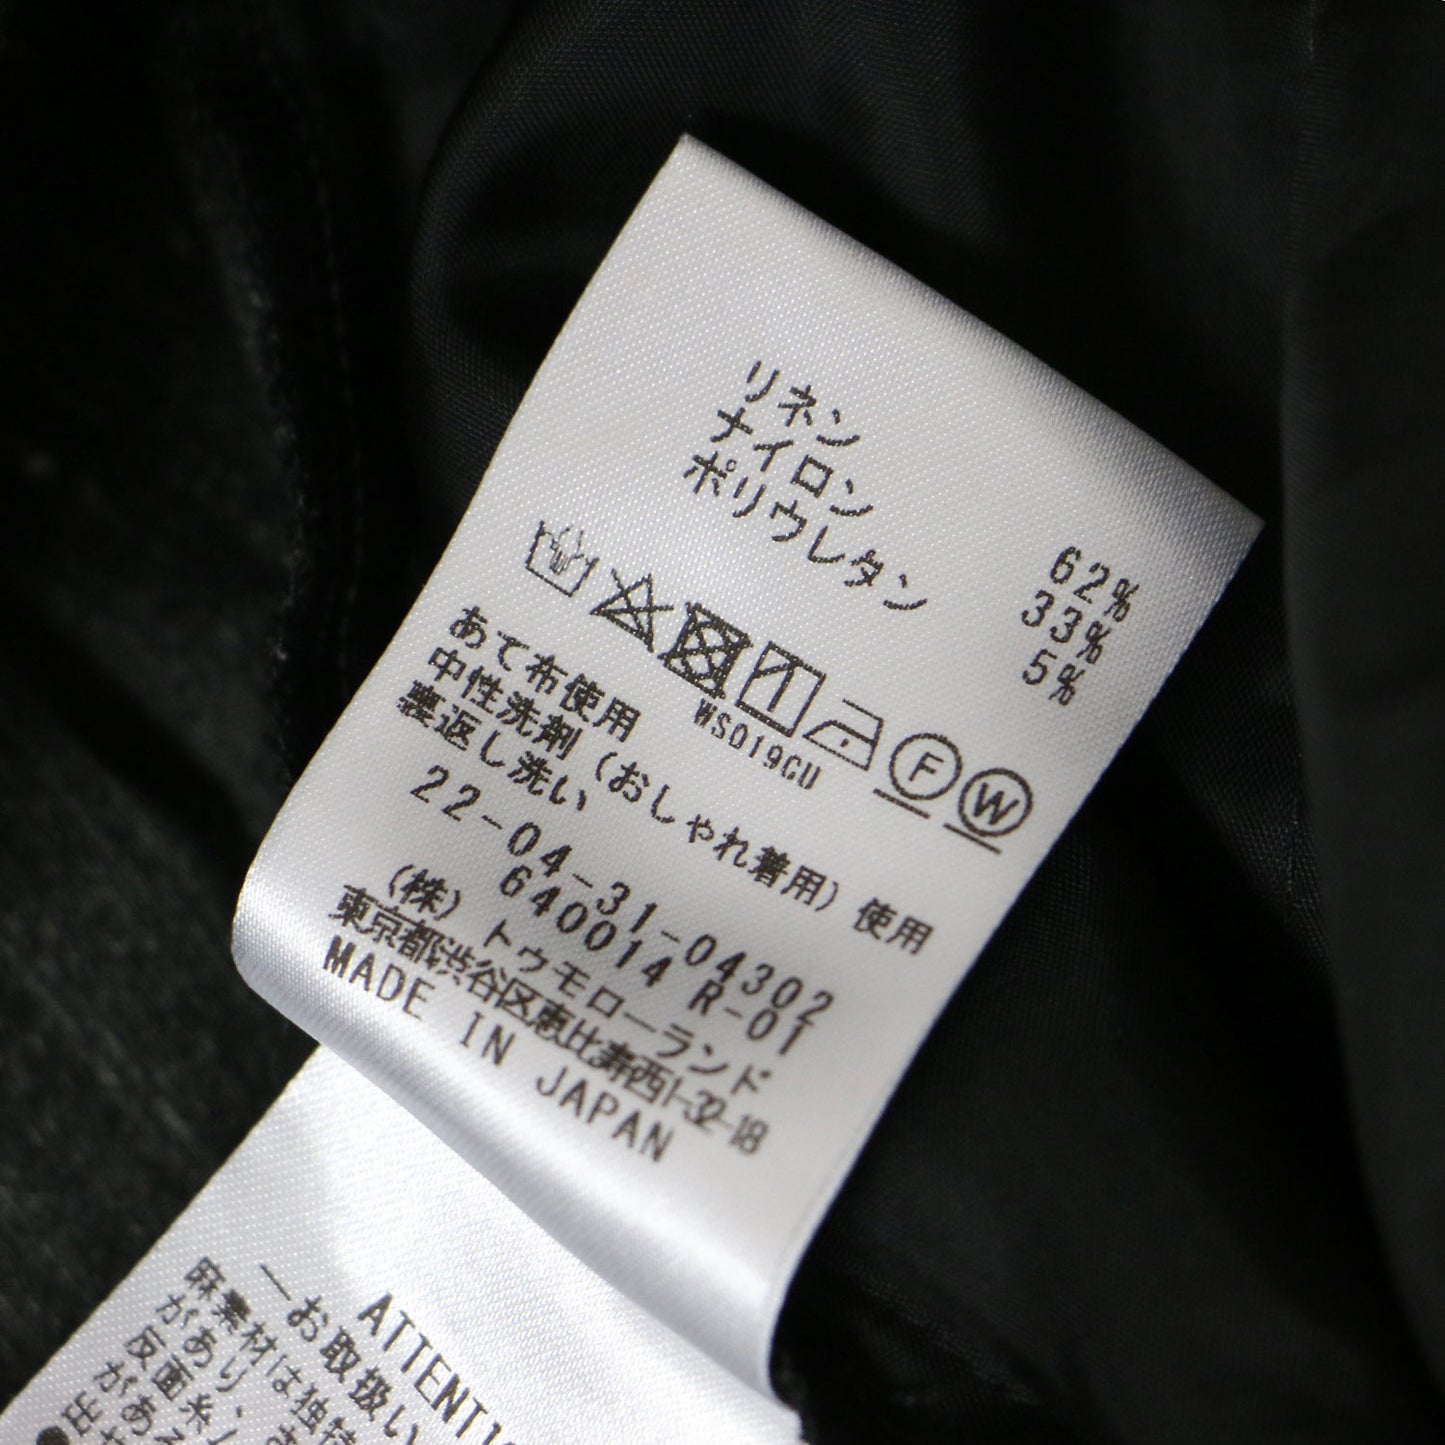 リネン 62%
ナイロン 33%
ポリウレタン 5%
F W
WS019CU
あて布使用
中性洗剤（おしゃれ着用）使用
裏返し洗い
22-04-31-04302
640014 R-01
（株）トウモローランド
東京都渋谷区恵比寿西1-32-18
MADE IN JAPAN
ATTENTI
ーお取扱い
麻素材は独特
があり、
反面糸
がある